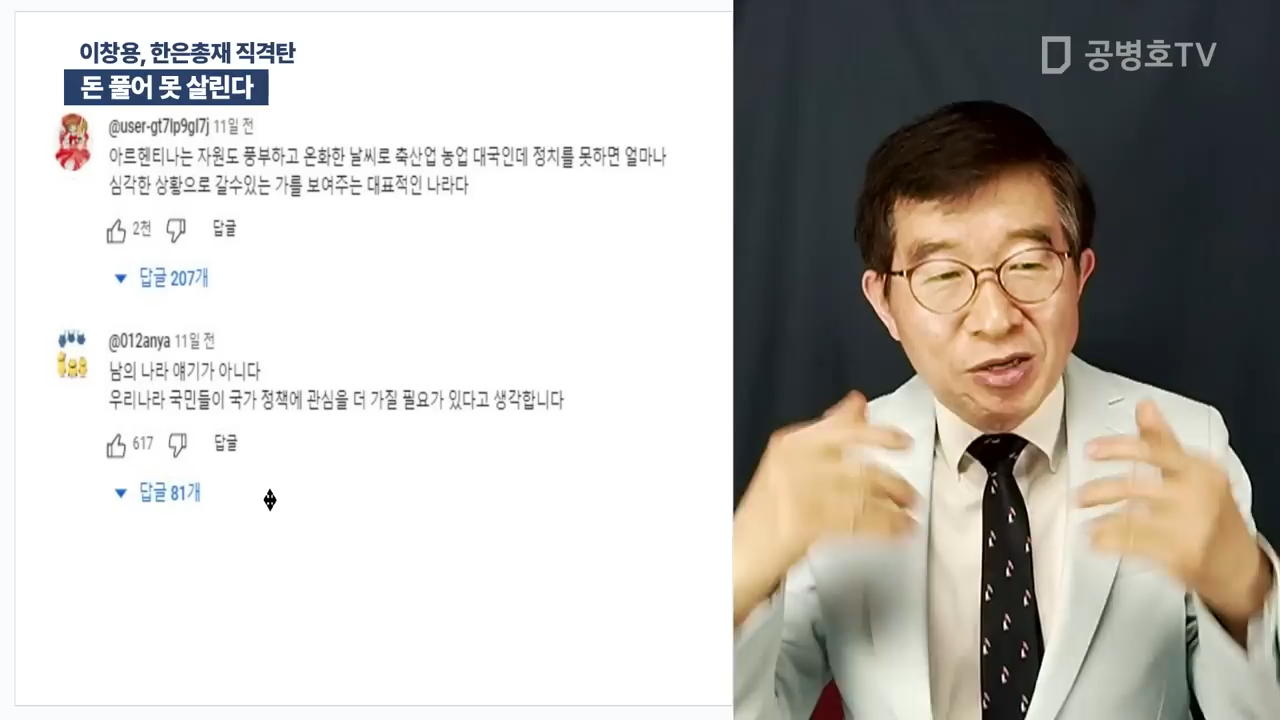 이창용, 한은총재 직격탄
돈 풀어 못 살린다
공병호TV
@user-gt7lp9gl7j 11일 전
아르헨티나는 자원도 풍부하고 온화한 날씨로 축산업 농업 대국인데 정치를 못하면 얼마나
심각한 상황으로 갈수있는 가를 보여주는 대표적인 나라다
2천 답글
답글 207개
@012anya 11일 전
남의 나라 얘기가 아니다
우리나라 국민들이 국가 정책에 관심을 더 가질 필요가 있다고 생각합니다
617 답글
답글 81개